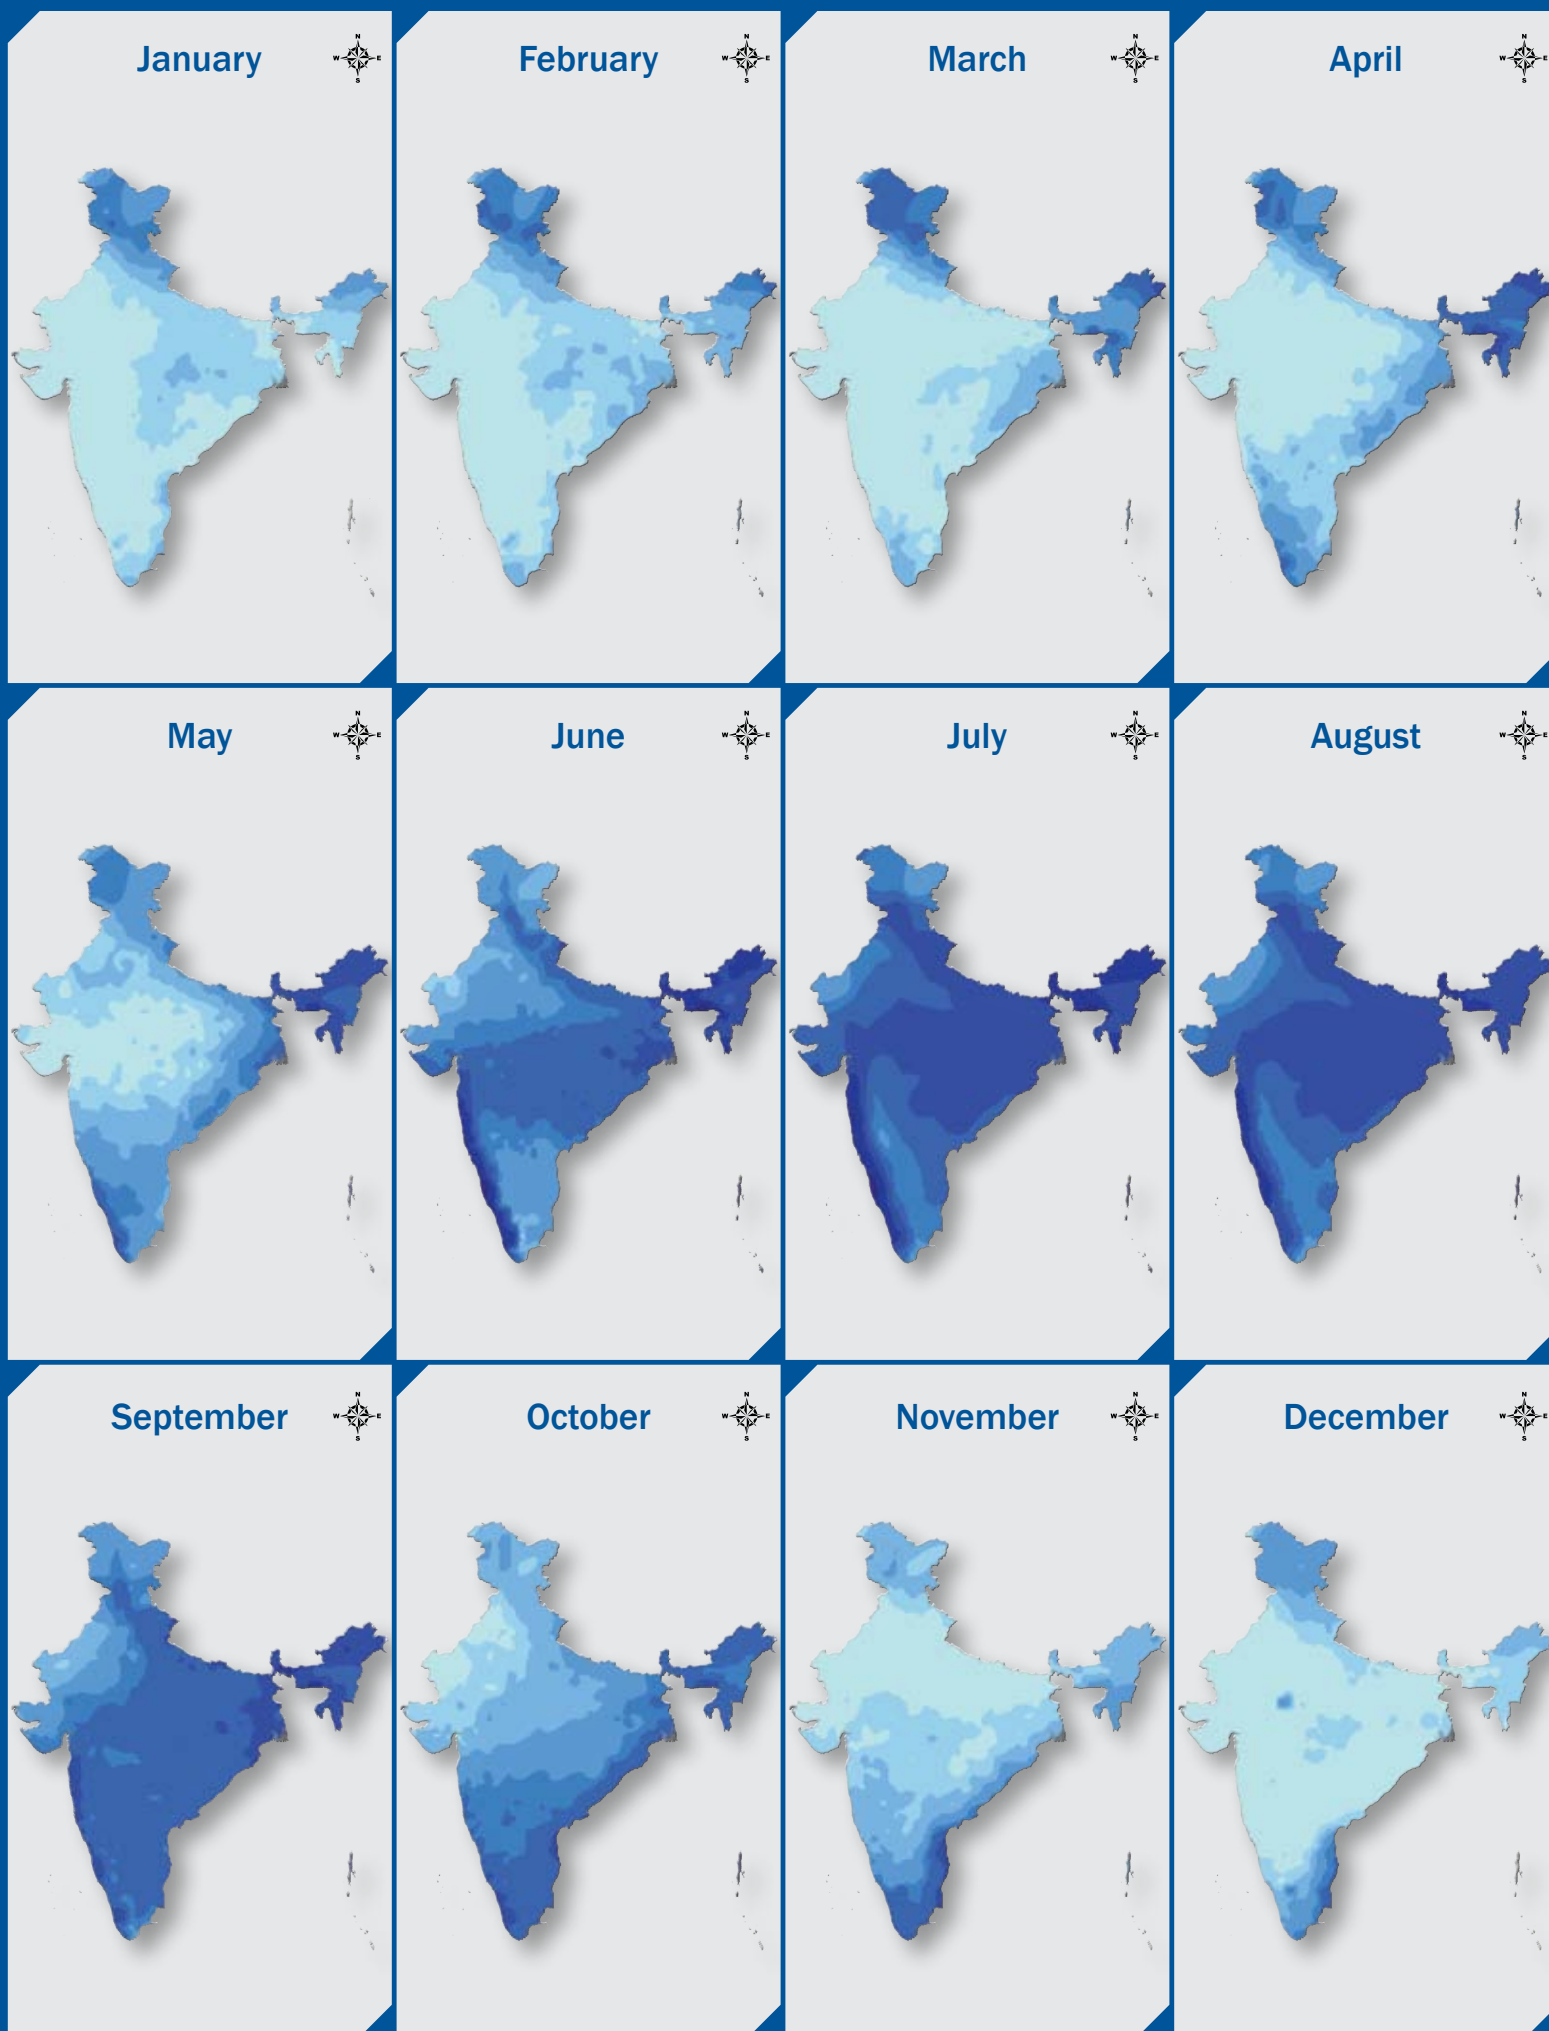 January
N
W E
S
February
N
W E
S
March
N
W E
S
April
N
W E
S
May
N
W E
S
June
N
W E
S
July
N
W E
S
August
N
W E
S
September
N
W E
S
October
N
W E
S
November
N
W E
S
December
N
W E
S